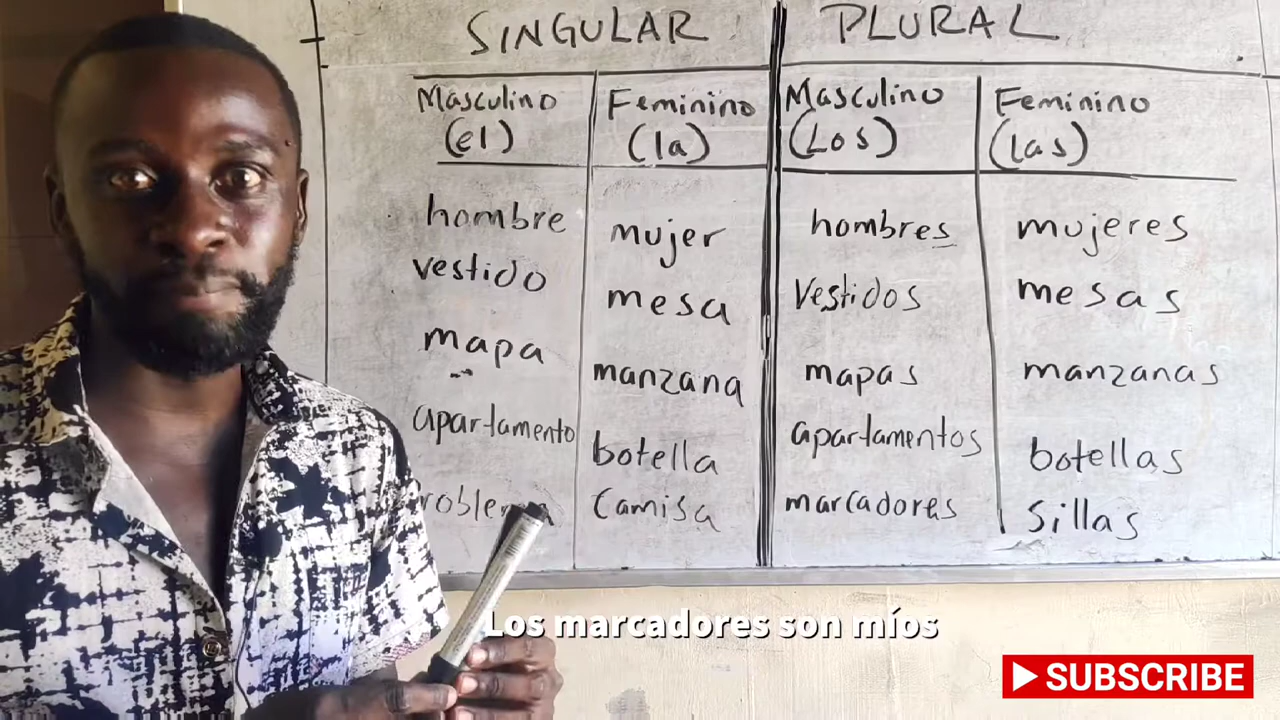 SINGULAR PLURAL
Masculino Feminino Masculino Feminino
(el) (la) (Los) (las)
hombre mujer hombres mujeres
vestido mesa vestidos mesas
mapa manzana mapas manzanas
apartamento botella apartamentos botellas
Camisa marcadores sillas
Los marcadores son míos
SUBSCRIBE